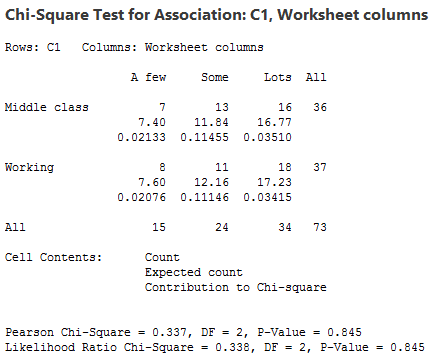 Chi-Square Test for Association: C1, Worksheet columns
Rows: C1 Columns: Worksheet columns
A few Some Lots All
Middle class 7 13 16 36
7.40 11.84 16.77
0.02133 0.11455 0.03510
Working 8 11 18 37
7.60 12.16 17.23
0.02076 0.11146 0.03415
All 15 24 34 73
Cell Contents: Count
Expected count
Contribution to Chi-square
Pearson Chi-Square = 0.337, DF = 2, P-Value = 0.845
Likelihood Ratio Chi-Square = 0.338, DF = 2, P-Value = 0.845